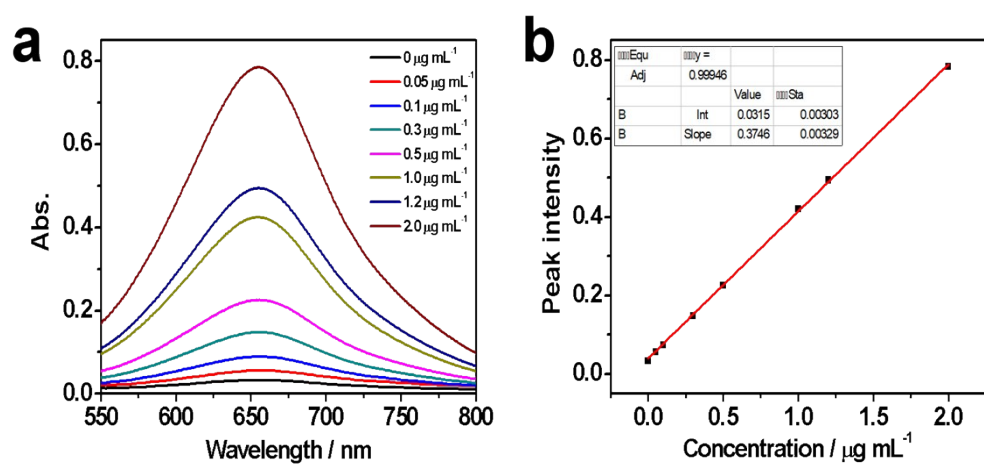 a
0 μg mL⁻¹
0.05 μg mL⁻¹
0.1 μg mL⁻¹
0.3 μg mL⁻¹
0.5 μg mL⁻¹
1.0 μg mL⁻¹
1.2 μg mL⁻¹
2.0 μg mL⁻¹
0.8
0.6
0.4
0.2
0.0
Abs.
550 600 650 700 750 800
Wavelength / nm
b
Equ y =
Adj 0.99946
Value Sta
B Int 0.0315 0.00303
B Slope 0.3746 0.00329
0.8
0.6
0.4
0.2
0.0
Peak intensity
0.0 0.5 1.0 1.5 2.0
Concentration / μg mL⁻¹